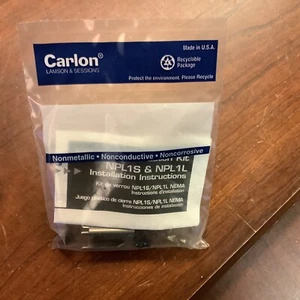 Carlon®
LAMSON & SESSIONS
Made in U.S.A.
Recyclable
Package
Protect the environment. Please Recycle
Nonmetallic • Nonconductive • Noncorrosive
KIT
NPL1S & NPL1L
Installation Instructions
Kit de verrou NPL1S/NPL1L NEMA
Instructions d'installation
Juego plástico de cierre NPL1S/NPL1L NEMA
Instrucciones de instalación